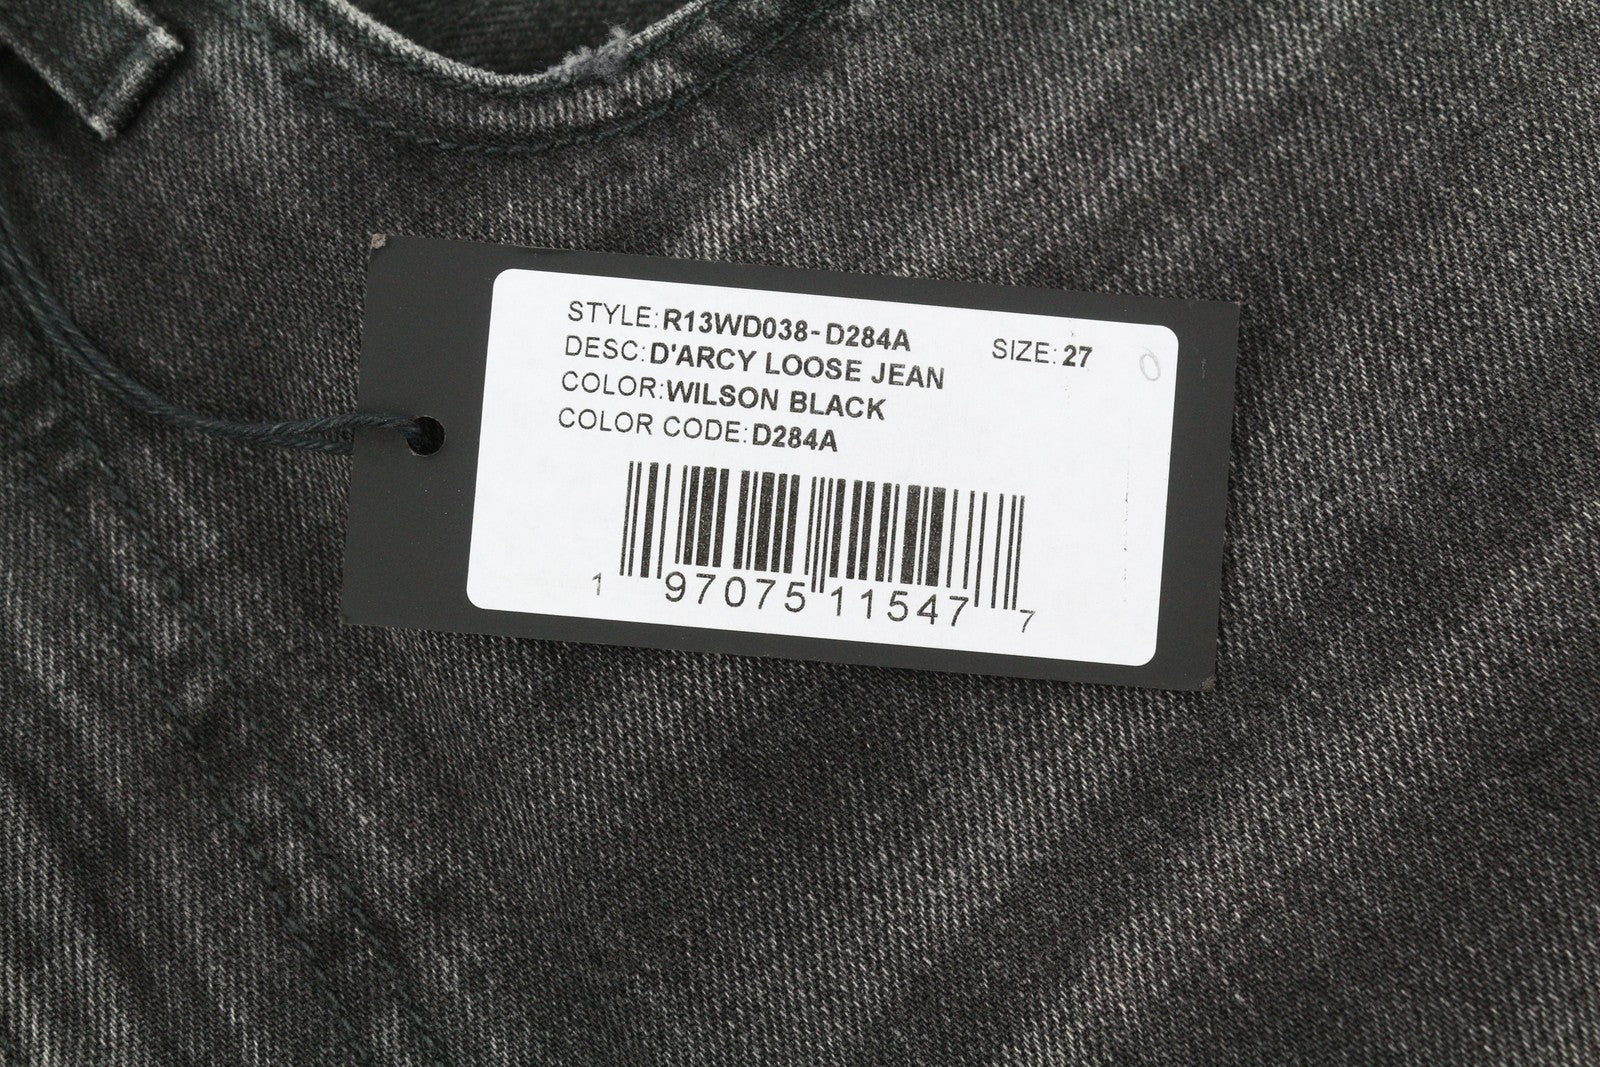 STYLE: R13WD038-D284A SIZE: 27
DESC: D'ARCY LOOSE JEAN
COLOR: WILSON BLACK
COLOR CODE: D284A
1 97075 11547 7